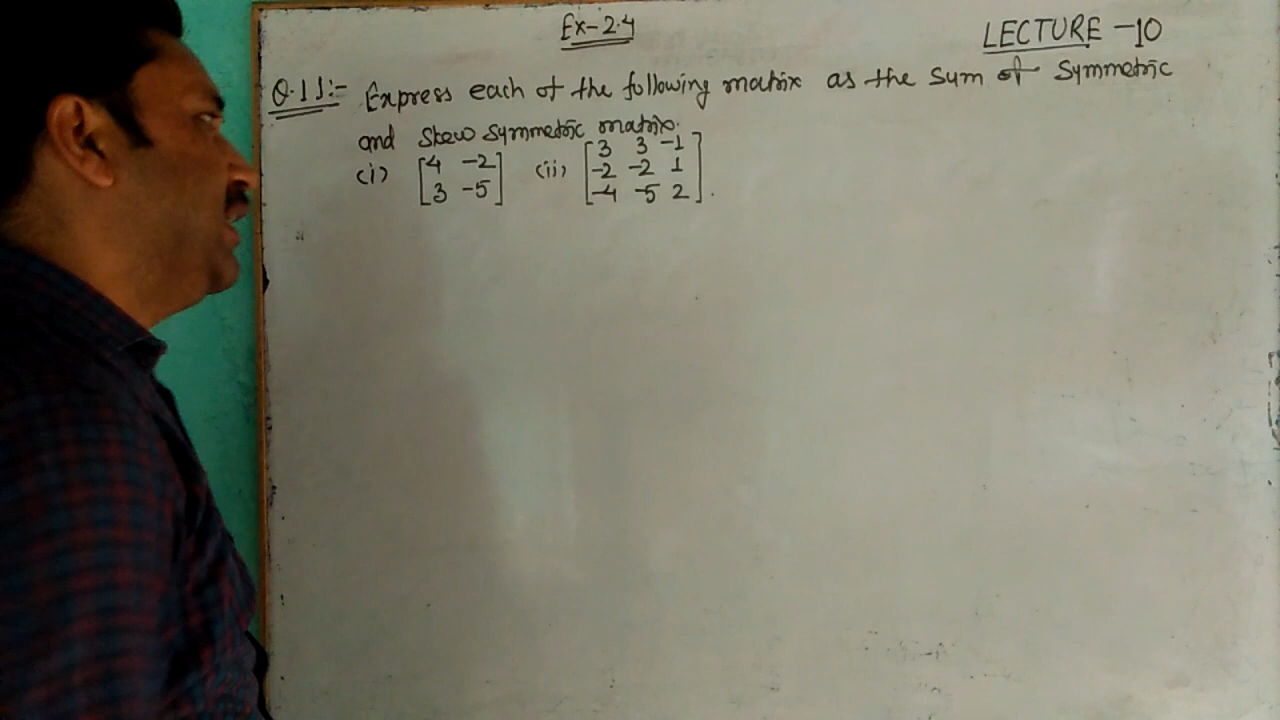 Ex-2.4
LECTURE -10
Q.11:- Express each of the following matrix as the sum of symmetric
and skew symmetric matrix.
(i) [4 -2 (ii) [3 3 -1
3 -5] -2 -2 1
-4 -5 2].